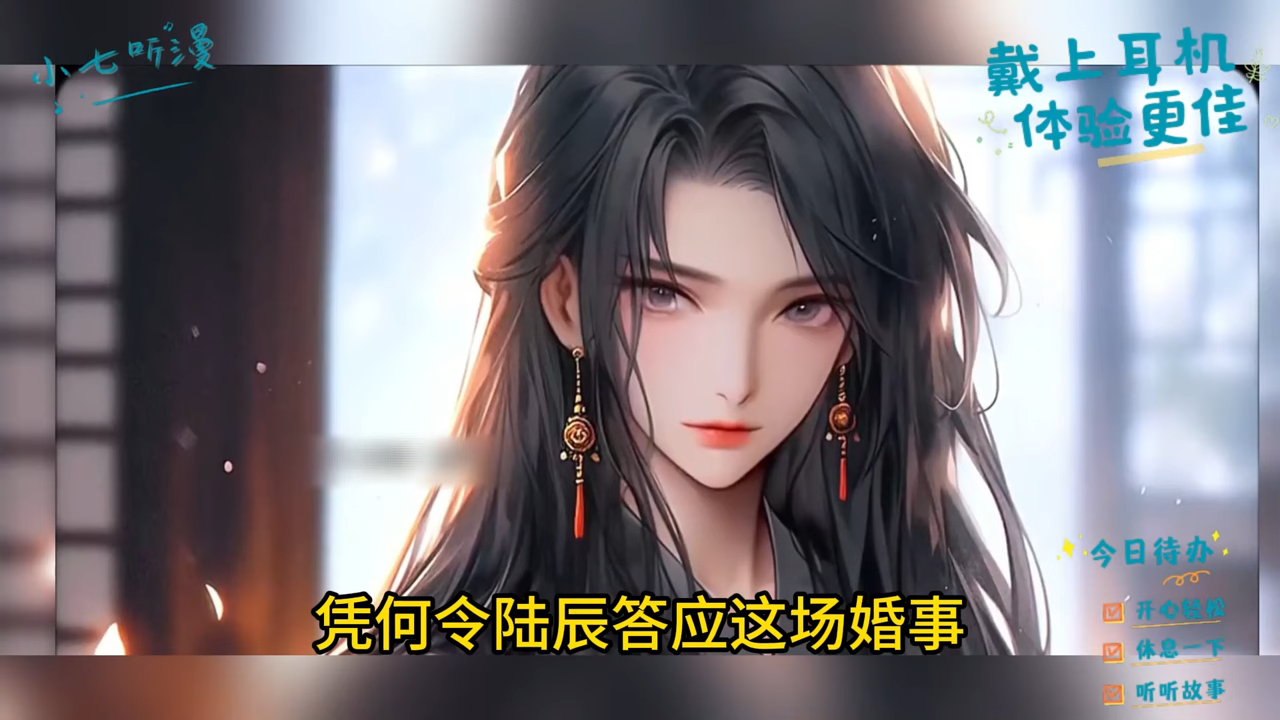 小七听漫
戴上耳机
体验更佳
今日待办
开心轻松
休息一下
听听故事
凭何令陆辰答应这场婚事